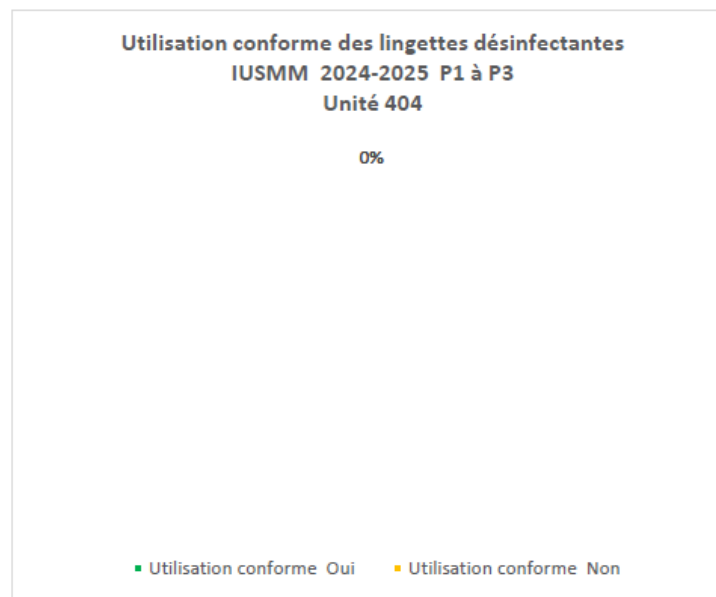 Utilisation conforme des lingettes désinfectantes
IUSMM 2024-2025 P1 à P3
Unité 404
0%
Utilisation conforme Oui
Utilisation conforme Non